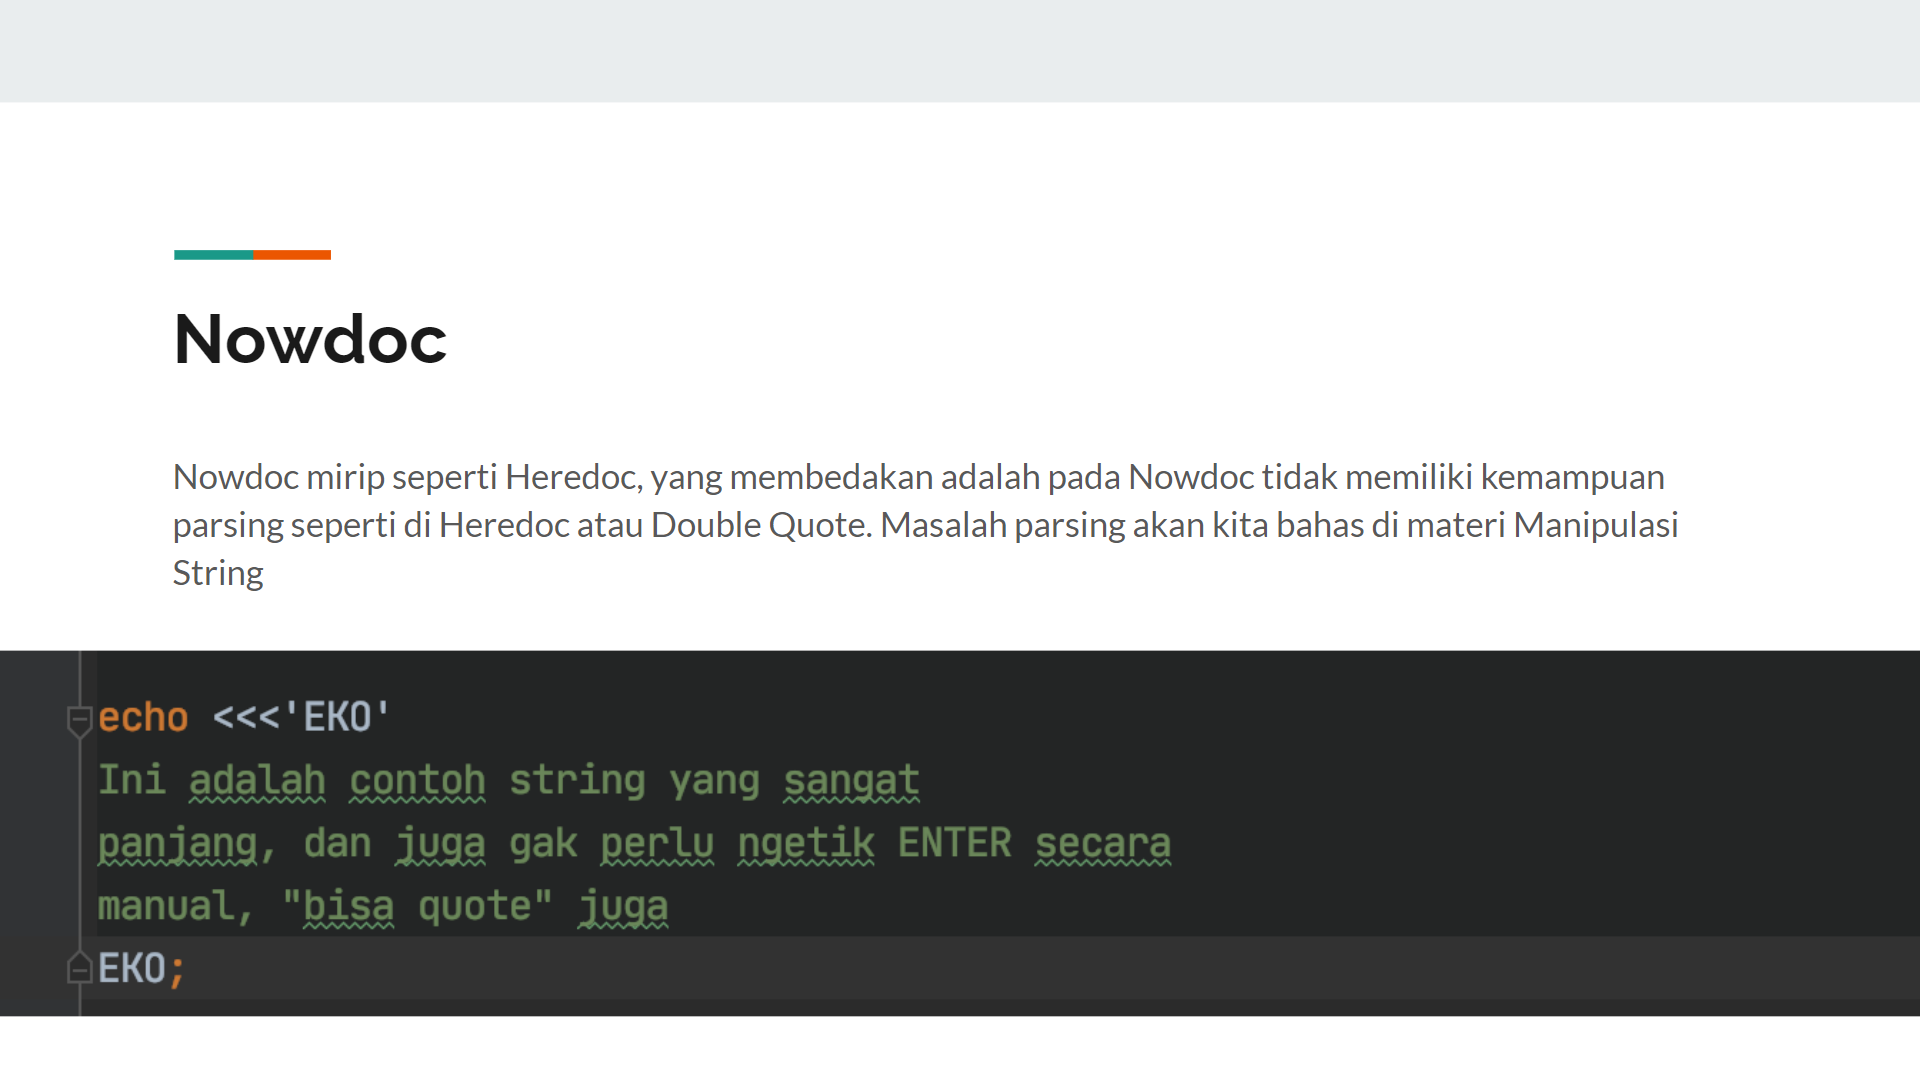 Nowdoc
Nowdoc mirip seperti Heredoc, yang membedakan adalah pada Nowdoc tidak memiliki kemampuan
parsing seperti di Heredoc atau Double Quote. Masalah parsing akan kita bahas di materi Manipulasi
String
echo <<<'EKO'
Ini adalah contoh string yang sangat
panjang, dan juga gak perlu ngetik ENTER secara
manual, "bisa quote" juga
EKO;